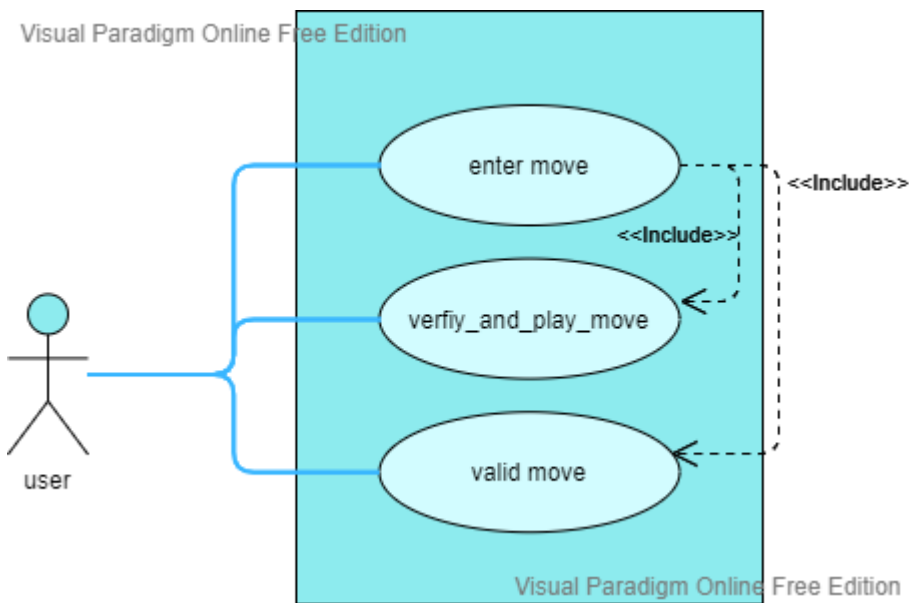 Visual Paradigm Online Free Edition
enter move
<<Include>>
<<Include>>
verfiy_and_play_move
valid move
user
Visual Paradigm Online Free Edition